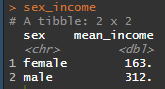 > sex_income
# A tibble: 2 x 2
sex mean_income
<chr> <dbl>
1 female 163.
2 male 312.